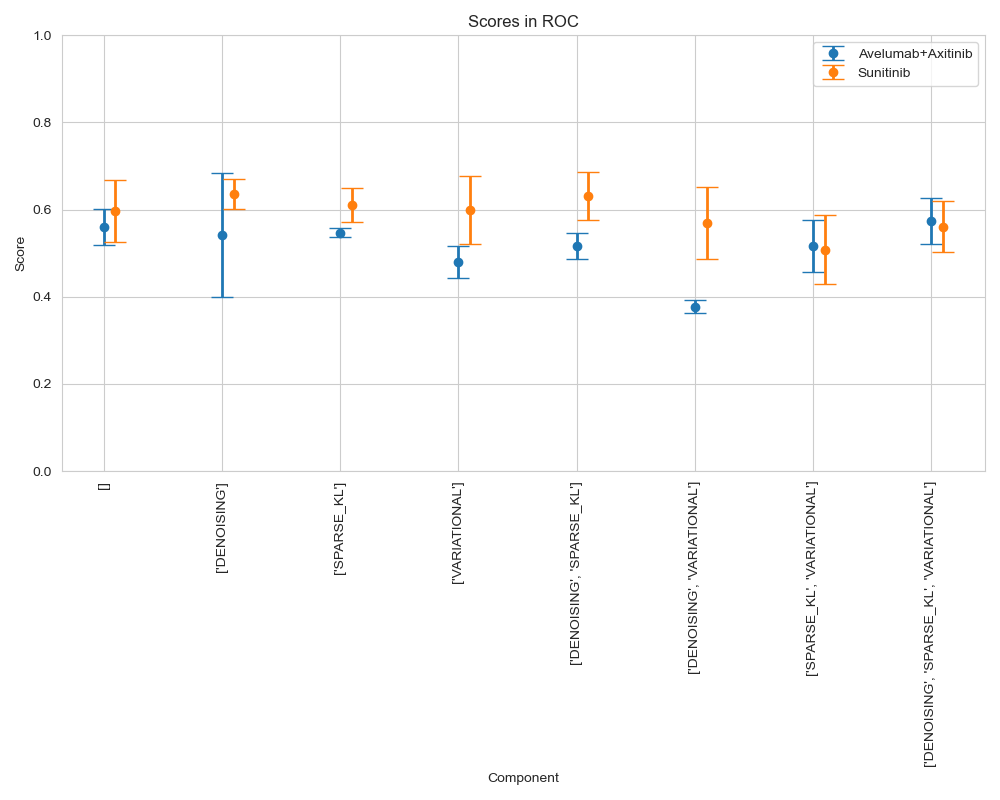 Scores in ROC
Avelumab+Axitinib
Sunitinib
Score
1.0
0.8
0.6
0.4
0.2
0.0
[]
['DENOISING']
['SPARSE_KL']
['VARIATIONAL']
['DENOISING', 'SPARSE_KL']
['DENOISING', 'VARIATIONAL']
['SPARSE_KL', 'VARIATIONAL']
['DENOISING', 'SPARSE_KL', 'VARIATIONAL']
Component